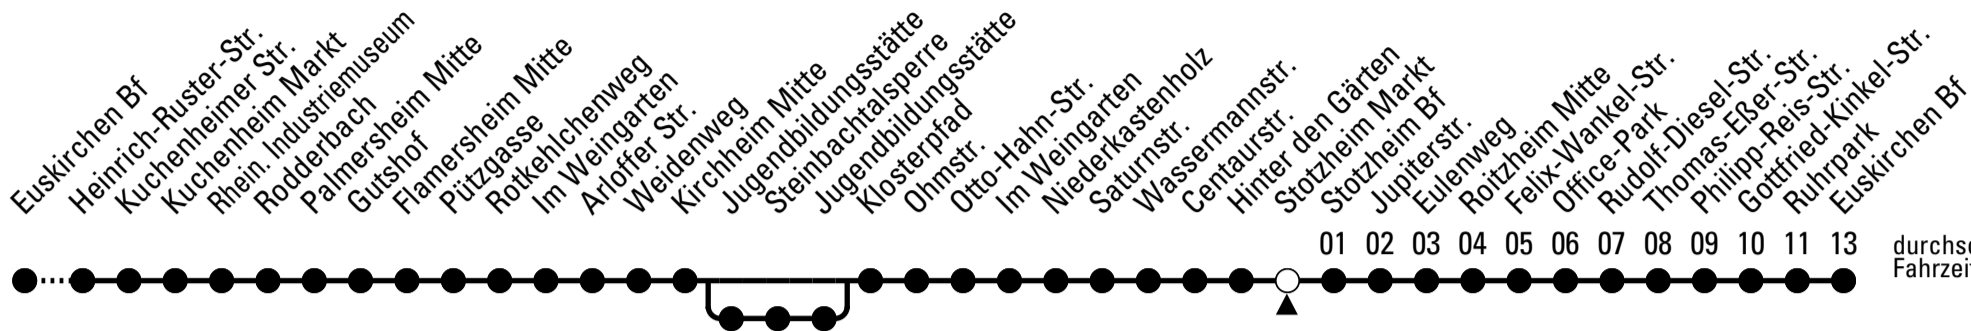 Euskirchen Bf
Heinrich-Ruster-Str.
Kuchenheimer Str.
Kuchenheim Markt
Rhein. Industriemuseum
Rodderbach
Palmersheim Mitte
Gutshof
Flamersheim Mitte
Pützgasse
Rotkehlchenweg
Im Weingarten
Arloffer Str.
Weidenweg
Kirchheim Mitte
Jugendbildungsstätte
Steinbachtalsperre
Jugendbildungsstätte
Klosterpfad
Ohmstr.
Otto-Hahn-Str.
Im Weingarten
Niederkastenholz
Saturnstr.
Wassermannstr.
Centaurstr.
Hinter den Gärten
Stotzheim Markt
Stotzheim Bf
Jupiterstr.
Eulenweg
Roitzheim Mitte
Felix-Wankel-Str.
Office-Park
Rudolf-Diesel-Str.
Thomas-Eßer-Str.
Philipp-Reis-Str.
Gottfried-Kinkel-Str.
Ruhrpark
Euskirchen Bf
01 02 03 04 05 06 07 08 09 10 11 13
Fahrzeit